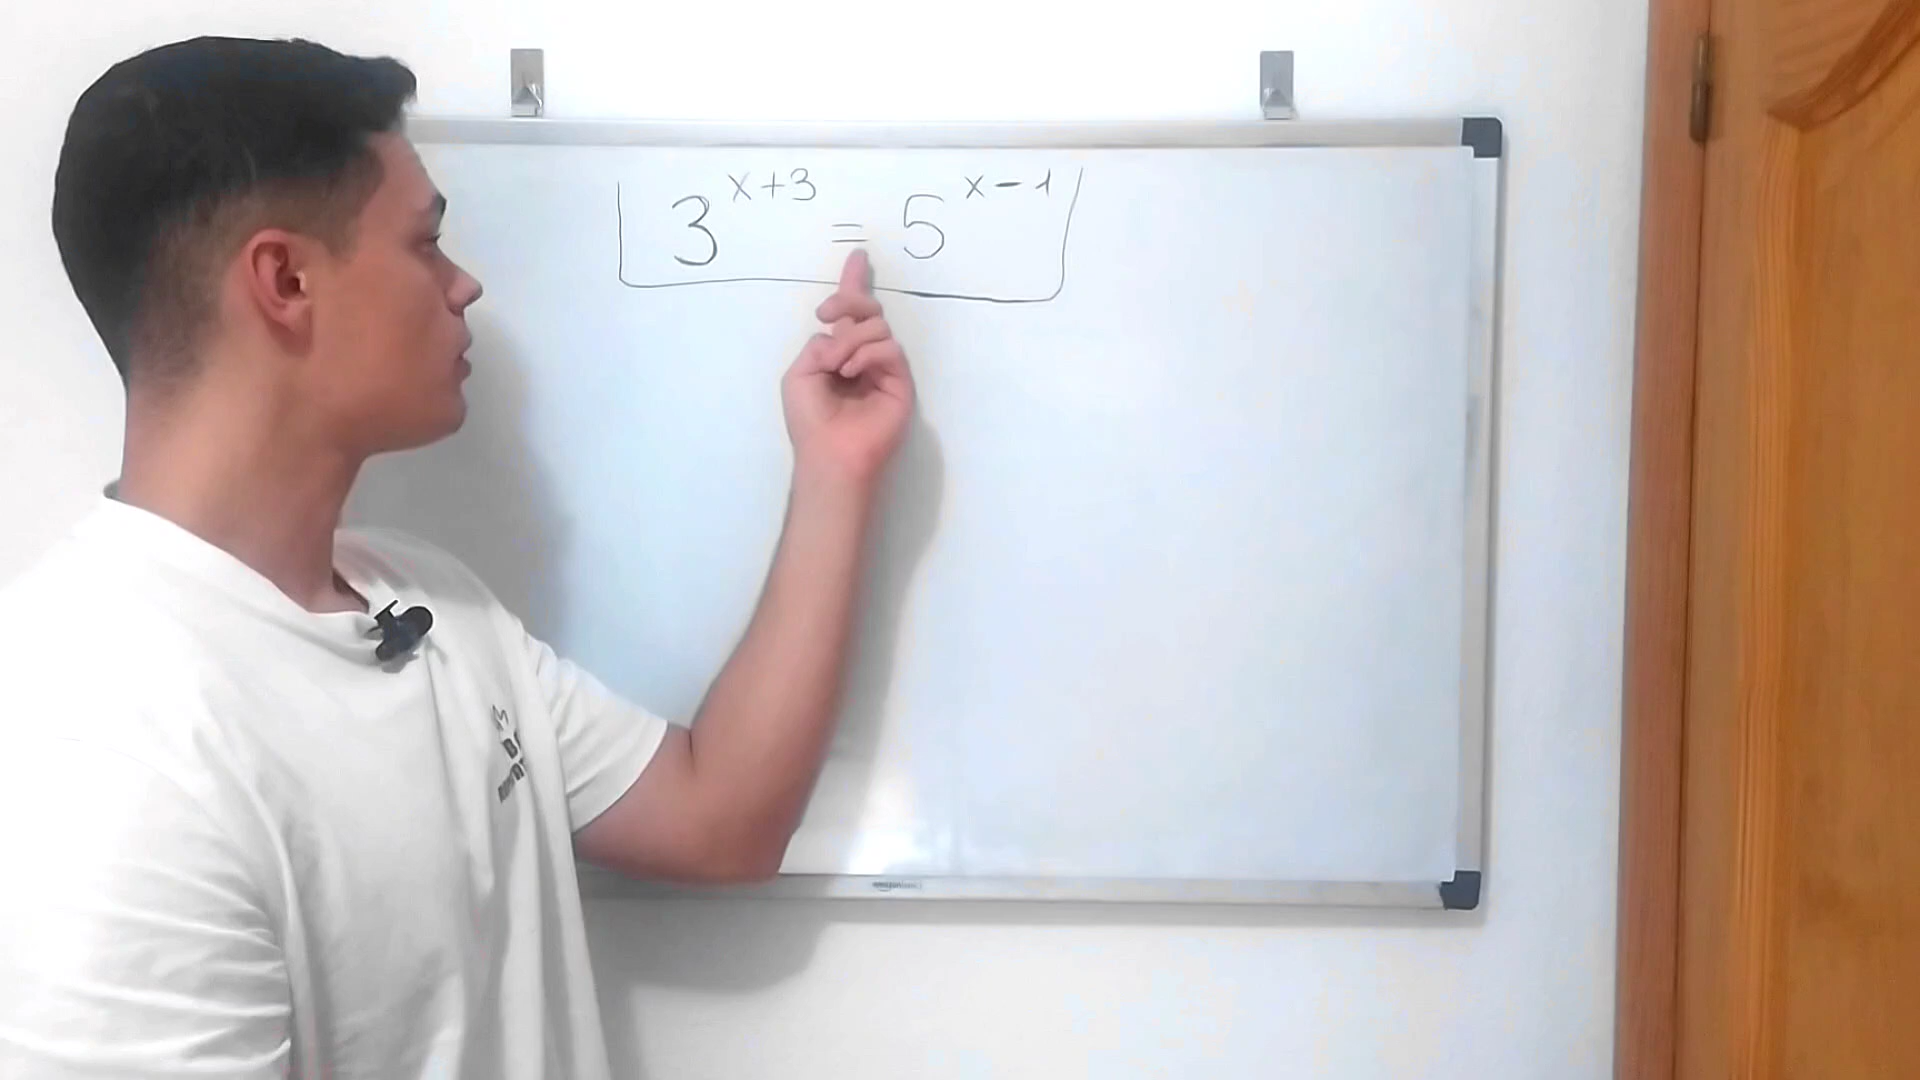 3^{x+3} = 5^{x-1}